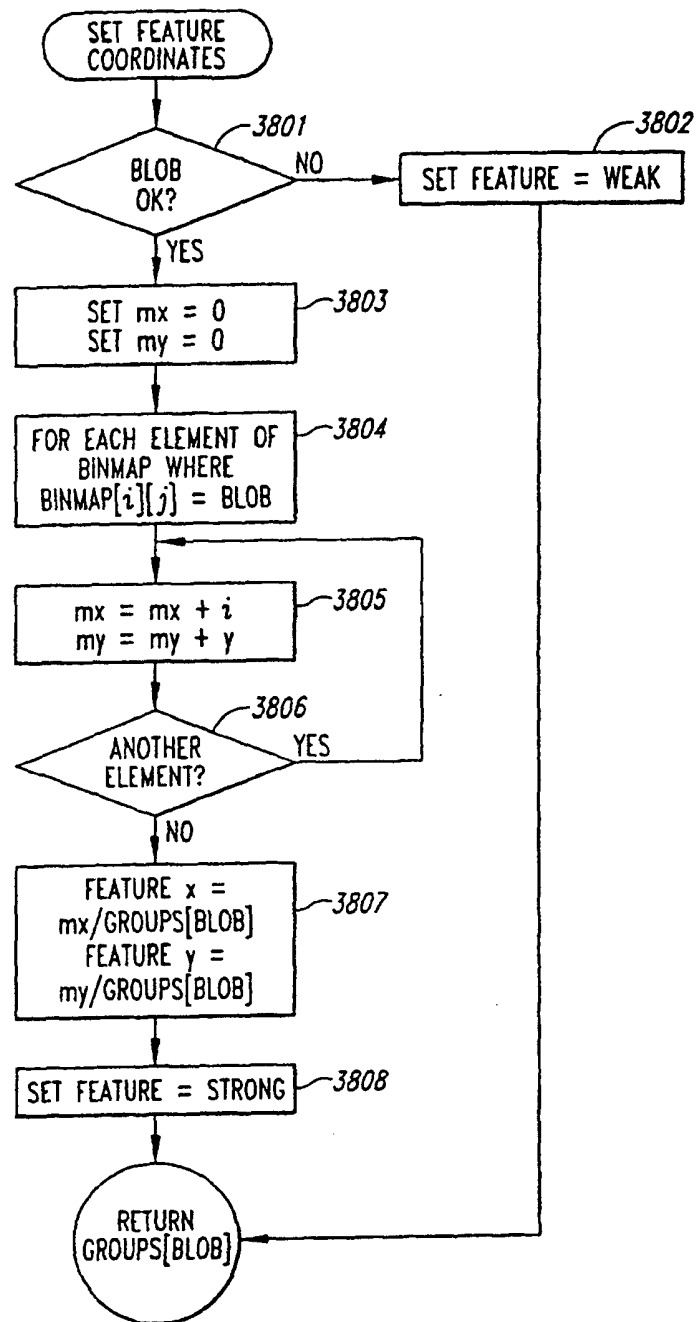 SET FEATURE
COORDINATES
3801
BLOB
OK?
NO
3802
SET FEATURE = WEAK
YES
SET mx = 0
SET my = 0
3803
FOR EACH ELEMENT OF
BINMAP WHERE
BINMAP[i][j] = BLOB
3804
mx = mx + i
my = my + y
3805
3806
ANOTHER
ELEMENT?
YES
NO
FEATURE x =
mx/GROUPS[BLOB]
FEATURE y =
my/GROUPS[BLOB]
3807
SET FEATURE = STRONG
3808
RETURN
GROUPS[BLOB]